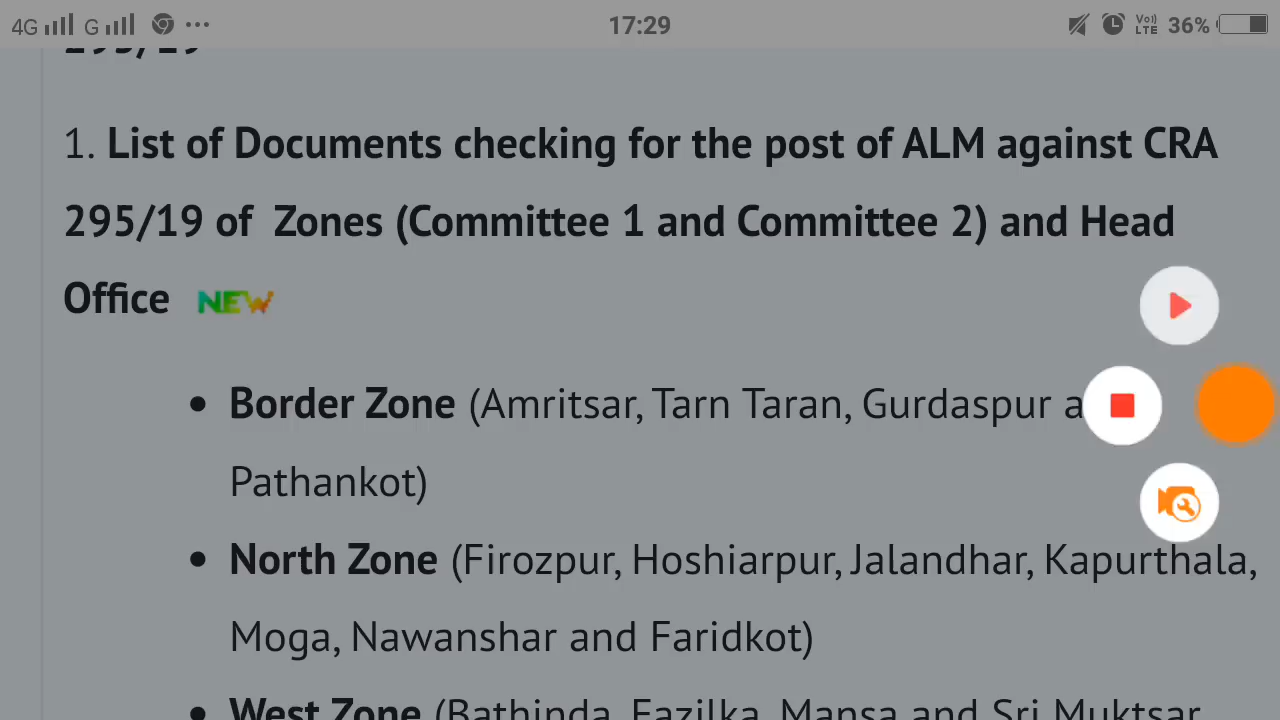 4G G 17:29 Vo) LTE 36%
295/19
1. List of Documents checking for the post of ALM against CRA
295/19 of Zones (Committee 1 and Committee 2) and Head
Office NEW
• Border Zone (Amritsar, Tarn Taran, Gurdaspur a
Pathankot)
• North Zone (Firozpur, Hoshiarpur, Jalandhar, Kapurthala,
Moga, Nawanshar and Faridkot)
• West Zone (Bathinda, Fazilka, Mansa and Sri Muktsar